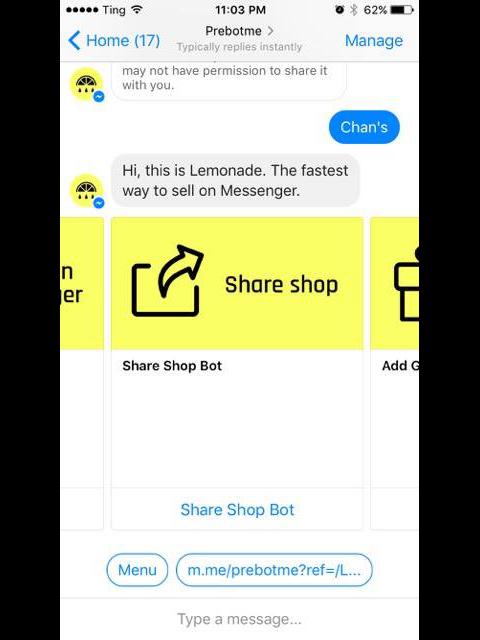 Ting 11:03 PM 62%
Home (17) Prebotme Manage
Typically replies instantly
may not have permission to share it
with you.
Chan's
Hi, this is Lemonade. The fastest
way to sell on Messenger.
n
er
Share shop
Share Shop Bot
Add G
Share Shop Bot
Menu
m.me/prebotme?ref=/L...
Type a message...